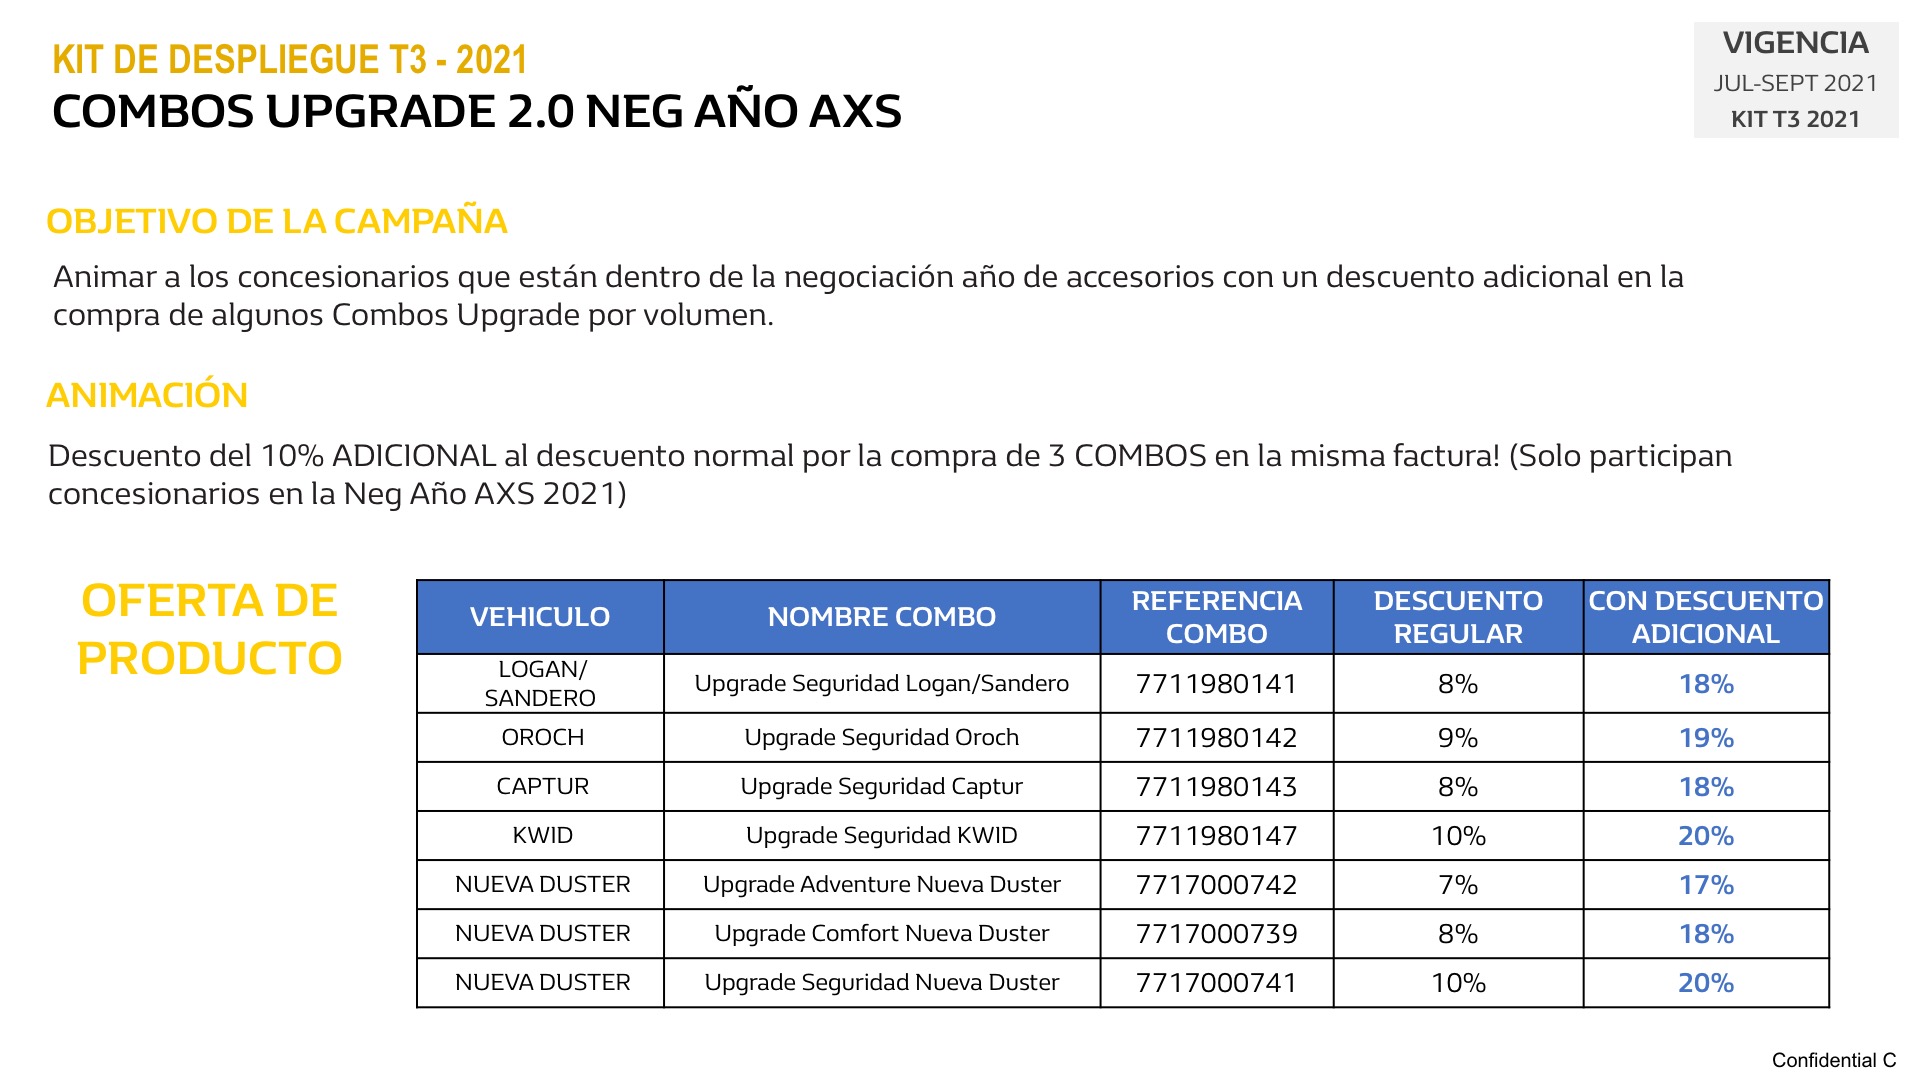 KIT DE DESPLIEGUE T3 - 2021
COMBOS UPGRADE 2.0 NEG AÑO AXS
VIGENCIA
JUL-SEPT 2021
KIT T3 2021
OBJETIVO DE LA CAMPAÑA
Animar a los concesionarios que están dentro de la negociación año de accesorios con un descuento adicional en la
compra de algunos Combos Upgrade por volumen.
ANIMACIÓN
Descuento del 10% ADICIONAL al descuento normal por la compra de 3 COMBOS en la misma factura! (Solo participan
concesionarios en la Neg Año AXS 2021)
OFERTA DE
PRODUCTO
VEHICULO NOMBRE COMBO REFERENCIA COMBO DESCUENTO REGULAR CON DESCUENTO ADICIONAL
LOGAN/ SANDERO Upgrade Seguridad Logan/Sandero 7711980141 8% 18%
OROCH Upgrade Seguridad Oroch 7711980142 9% 19%
CAPTUR Upgrade Seguridad Captur 7711980143 8% 18%
KWID Upgrade Seguridad KWID 7711980147 10% 20%
NUEVA DUSTER Upgrade Adventure Nueva Duster 7717000742 7% 17%
NUEVA DUSTER Upgrade Comfort Nueva Duster 7717000739 8% 18%
NUEVA DUSTER Upgrade Seguridad Nueva Duster 7717000741 10% 20%
Confidential C